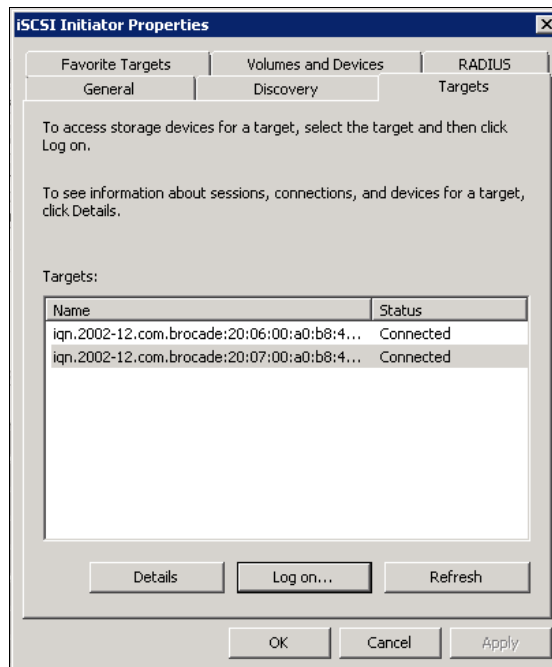 iSCSI Initiator Properties
Favorite Targets Volumes and Devices RADIUS
General Discovery Targets
To access storage devices for a target, select the target and then click
Log on.
To see information about sessions, connections, and devices for a target,
click Details.
Targets:
Name Status
iqn.2002-12.com.brocade:20:06:00:a0:b8:4... Connected
iqn.2002-12.com.brocade:20:07:00:a0:b8:4... Connected
Details Log on... Refresh
OK Cancel Apply